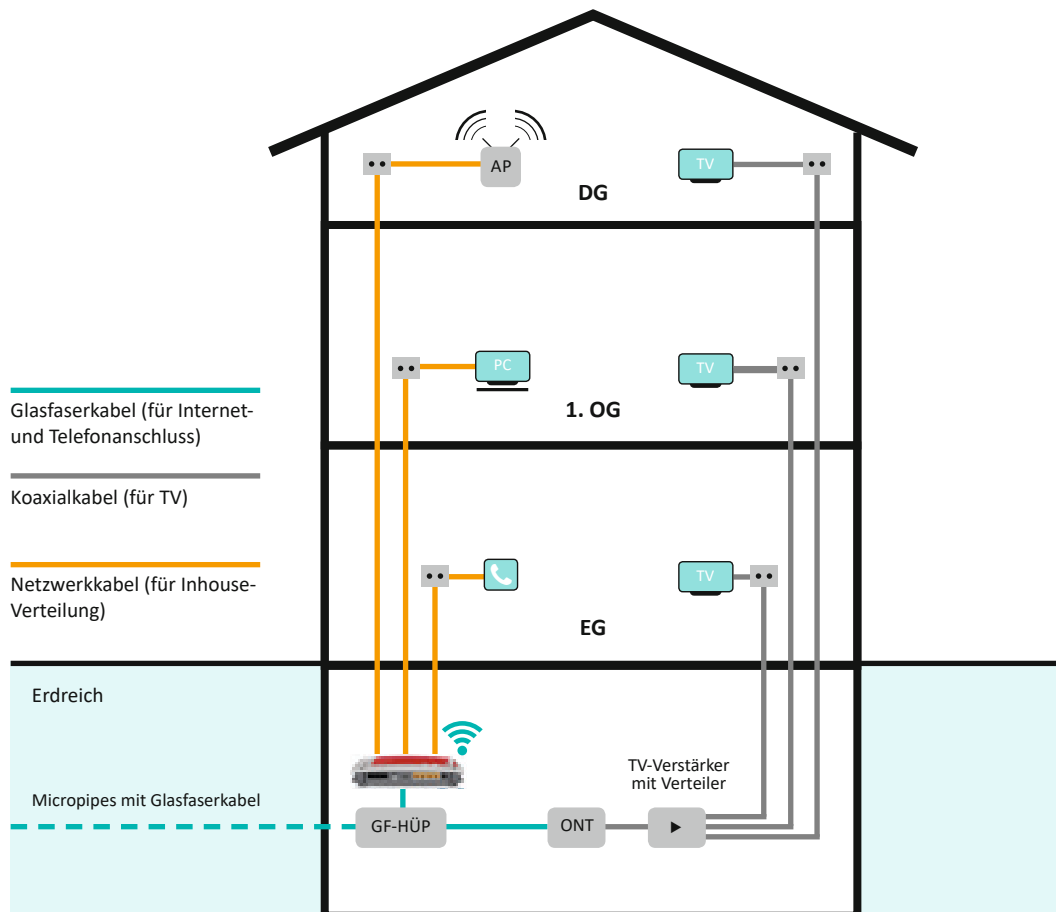 AP
TV
DG
PC
TV
1. OG
Glasfaserkabel (für Internet-
und Telefonanschluss)
Koaxialkabel (für TV)
Netzwerkkabel (für Inhouse-
Verteilung)
TV
EG
Erdreich
TV-Verstärker
mit Verteiler
Micropipes mit Glasfaserkabel
GF-HÜP
ONT